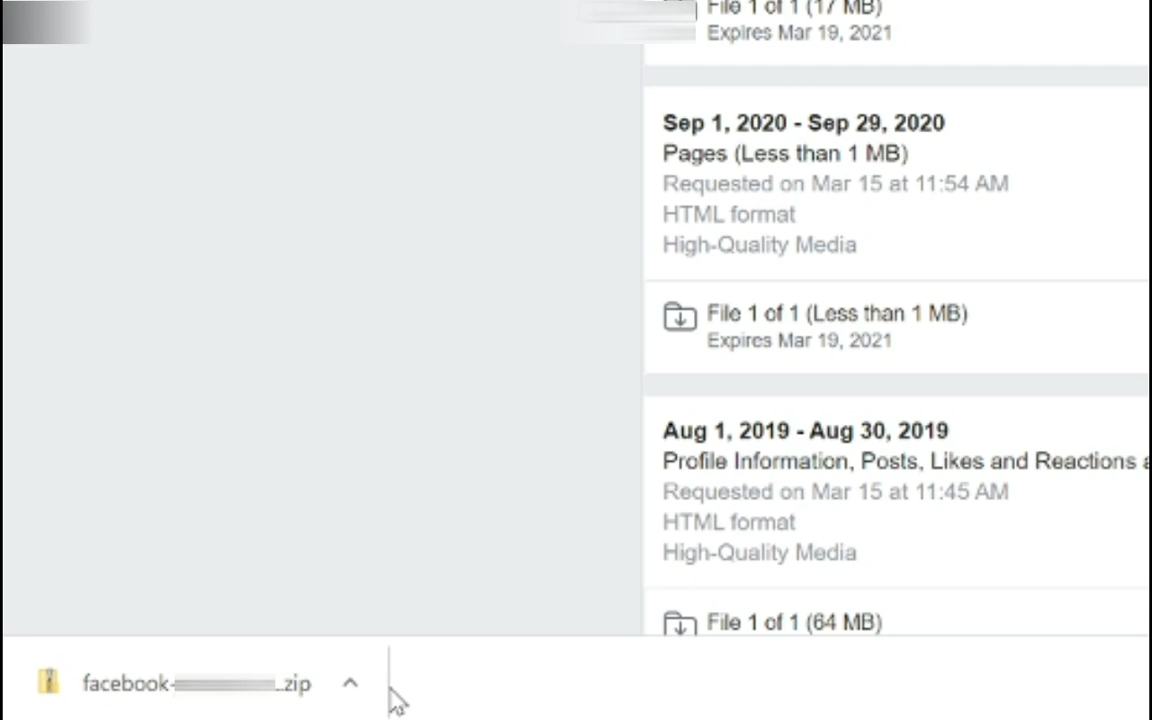 File 1 of 1 (17 MB)
Expires Mar 19, 2021
Sep 1, 2020 - Sep 29, 2020
Pages (Less than 1 MB)
Requested on Mar 15 at 11:54 AM
HTML format
High-Quality Media
File 1 of 1 (Less than 1 MB)
Expires Mar 19, 2021
Aug 1, 2019 - Aug 30, 2019
Profile Information, Posts, Likes and Reactions a
Requested on Mar 15 at 11:45 AM
HTML format
High-Quality Media
File 1 of 1 (64 MB)
facebook- .zip